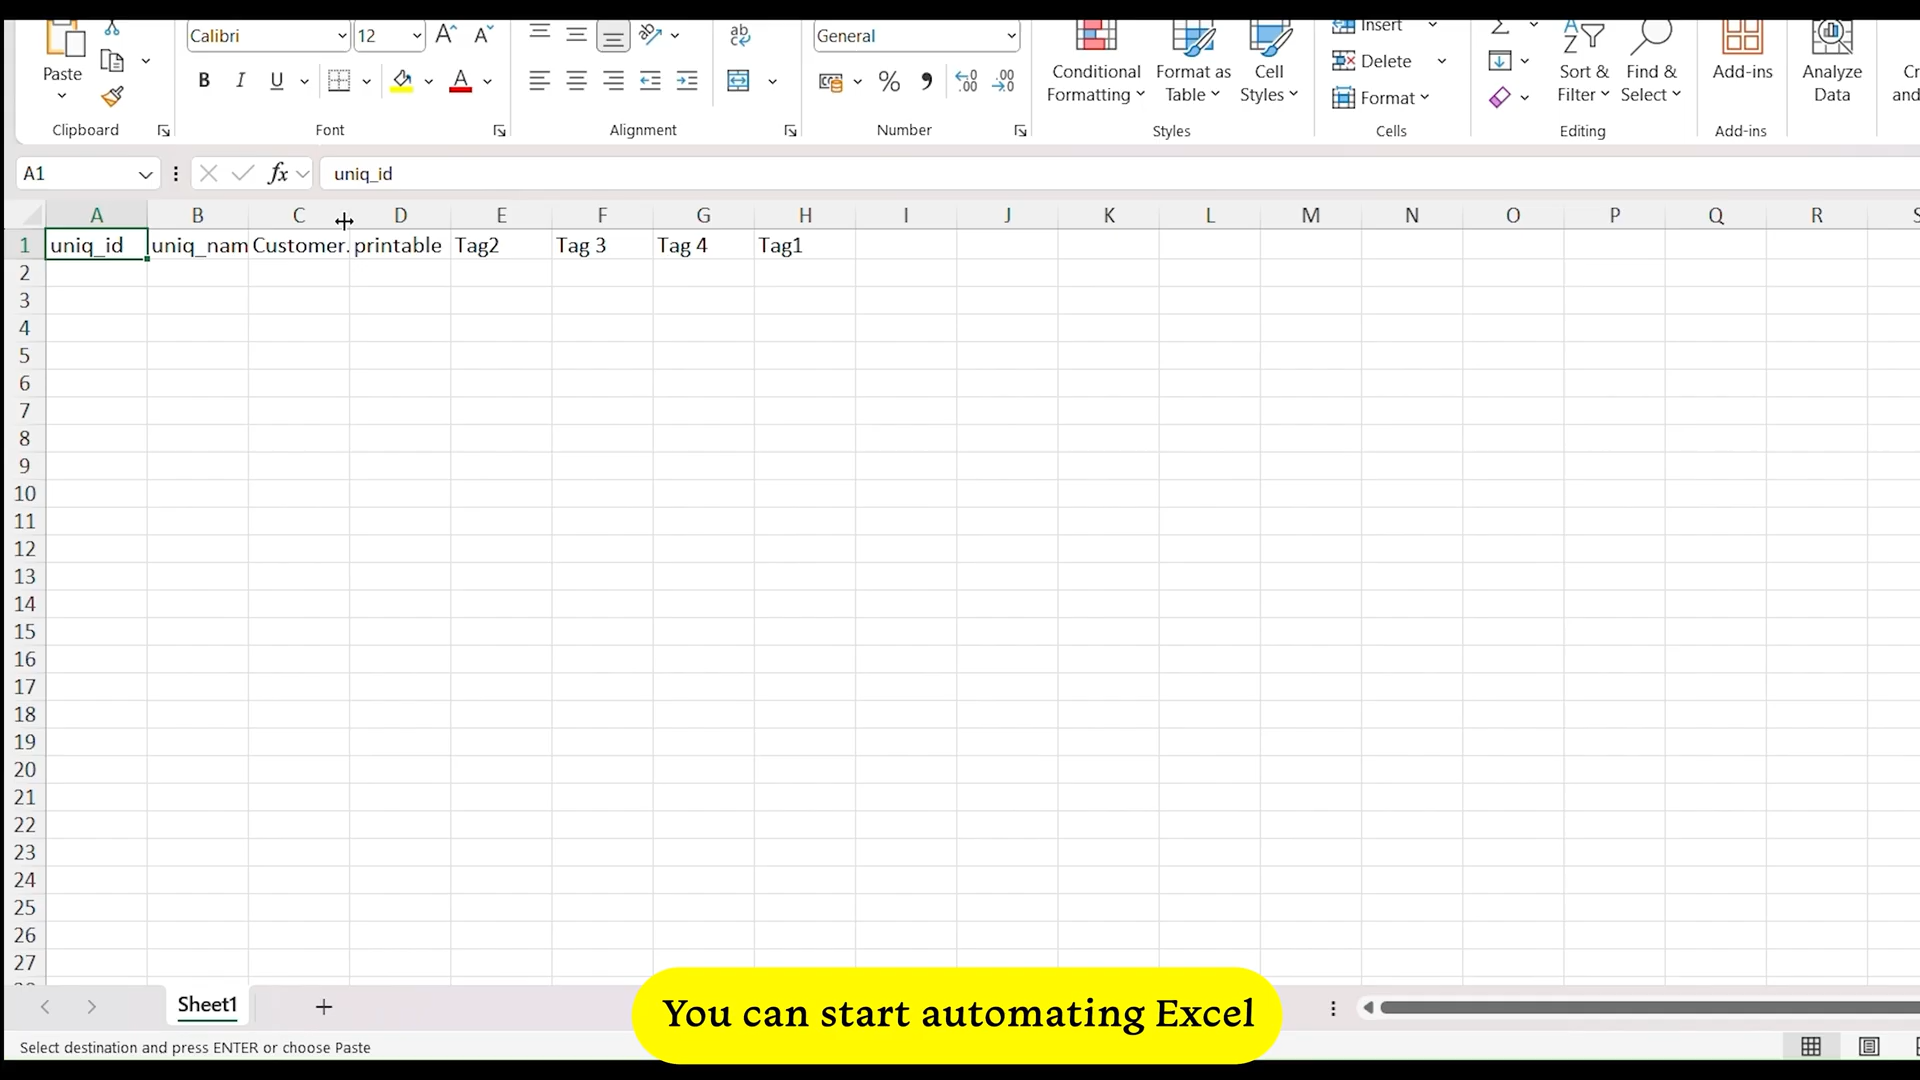 Calibri 12 General Insert
Paste Conditional Format as Cell Delete Sort & Find & Add-ins Analyze
B I U A % Formatting Table Styles Format Filter Select Data
Clipboard Font Alignment Number Styles Cells Editing Add-ins
A1 fx uniq_id
A B C D E F G H I J K L M N O P Q R S
1 uniq_id uniq_nam Customer. printable Tag2 Tag 3 Tag 4 Tag1
2
3
4
5
6
7
8
9
10
11
12
13
14
15
16
17
18
19
20
21
22
23
24
25
26
27
Sheet1
You can start automating Excel
Select destination and press ENTER or choose Paste